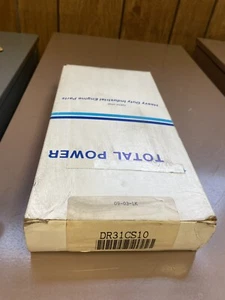 TOTAL POWER
Heavy Duty Industrial Engine Parts
DR31CS10